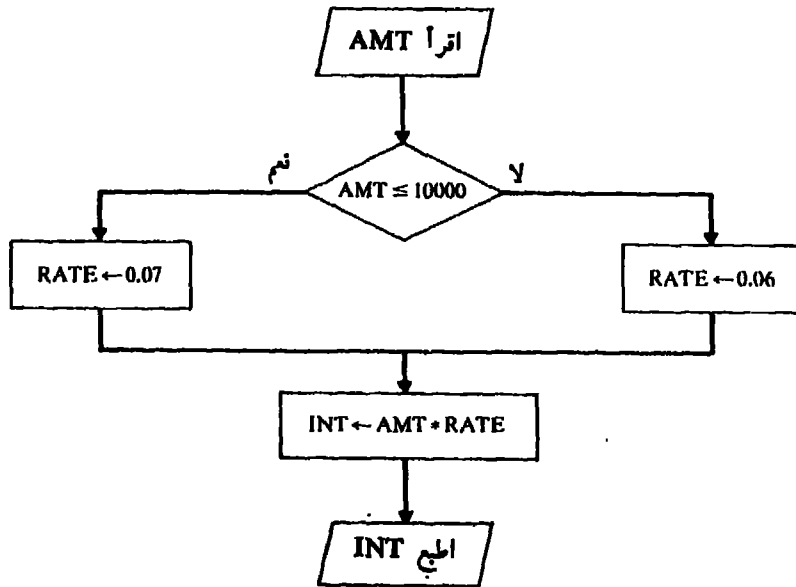 اقرأ AMT
نعم
AMT ≤ 10000
لا
RATE ← 0.07
RATE ← 0.06
INT ← AMT * RATE
اطبع INT